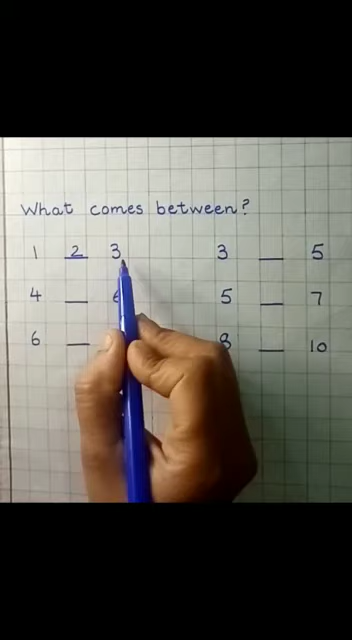 What comes between?
1 2 3 3 __ 5
4 __ 5 __ 7
6 __ 8 __ 10